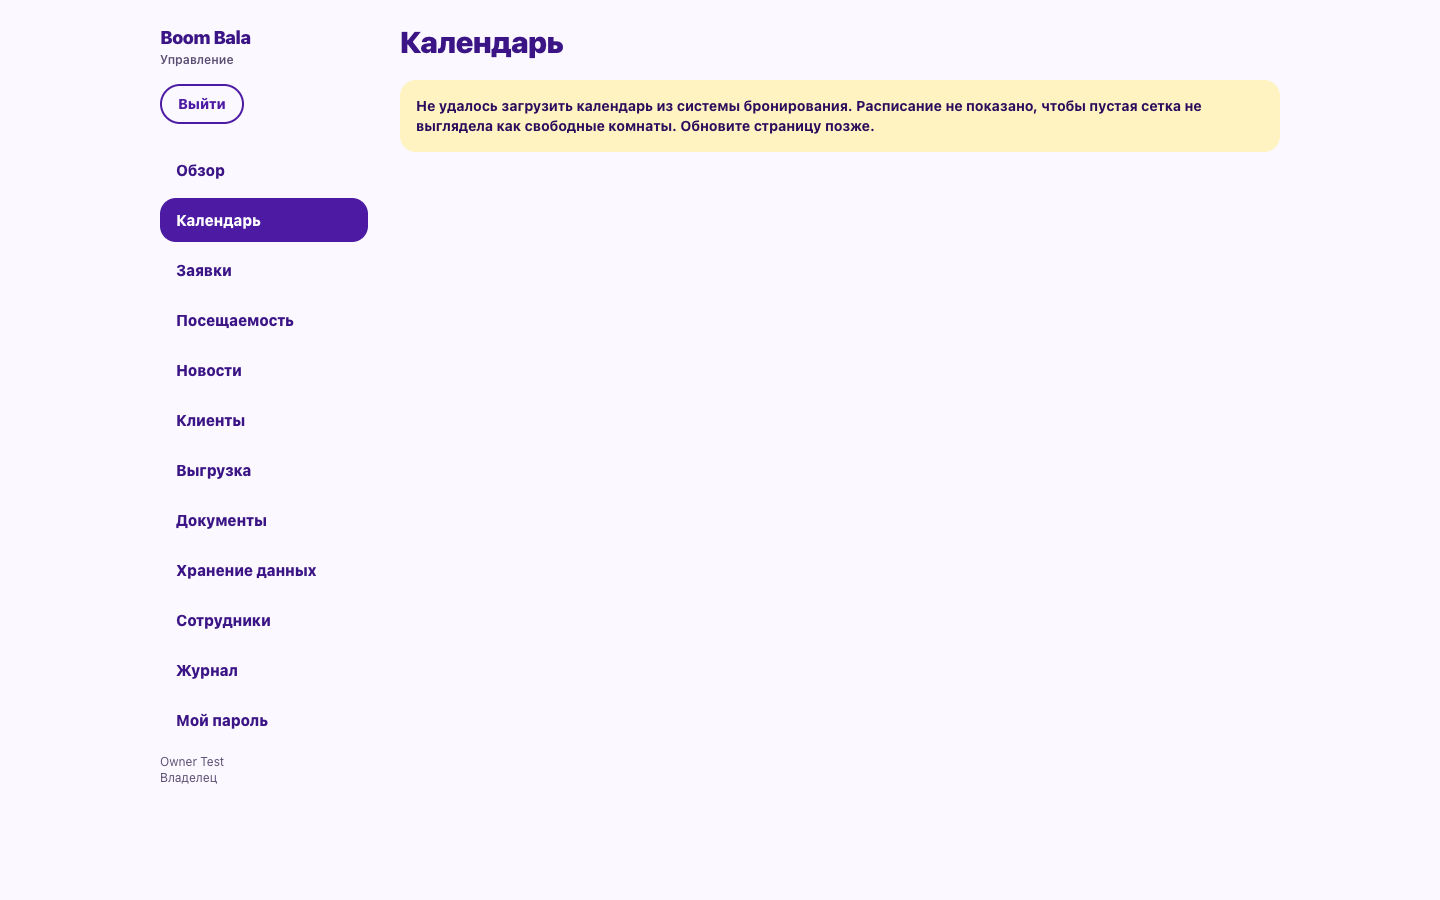 Boom Bala
Управление
Выйти
Обзор
Календарь
Заявки
Посещаемость
Новости
Клиенты
Выгрузка
Документы
Хранение данных
Сотрудники
Журнал
Мой пароль
Owner Test
Владелец
Календарь
Не удалось загрузить календарь из системы бронирования. Расписание не показано, чтобы пустая сетка не
выглядела как свободные комнаты. Обновите страницу позже.